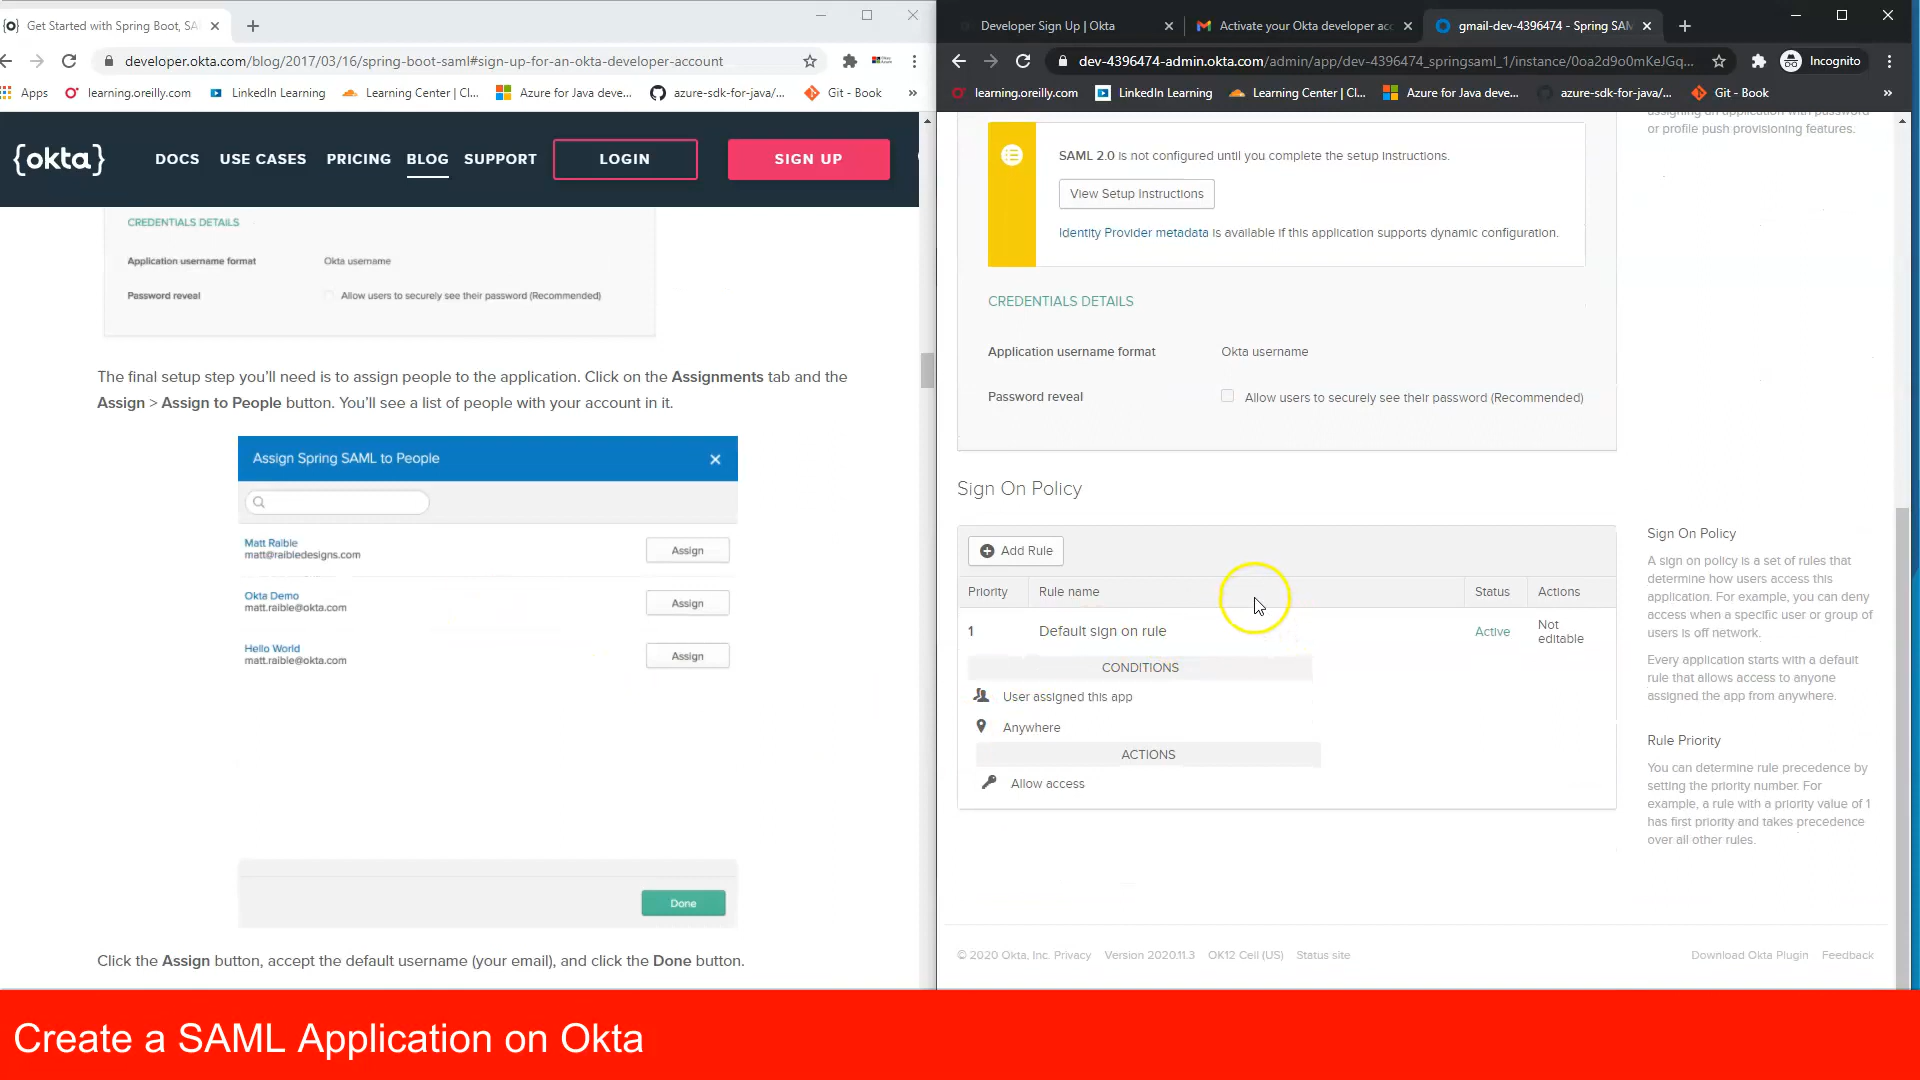 Get Started with Spring Boot, SA
developer.okta.com/blog/2017/03/16/spring-boot-saml#sign-up-for-an-okta-developer-account
Apps learning.oreilly.com LinkedIn Learning Learning Center | Cl... Azure for Java deve... azure-sdk-for-java/... Git - Book »
{okta} DOCS USE CASES PRICING BLOG SUPPORT LOGIN SIGN UP
CREDENTIALS DETAILS
Application username format Okta username
Password reveal Allow users to securely see their password (Recommended)
The final setup step you'll need is to assign people to the application. Click on the Assignments tab and the
Assign > Assign to People button. You'll see a list of people with your account in it.
Assign Spring SAML to People
Matt Raible
matt@raibledesigns.com
Assign
Okta Demo
matt.raible@okta.com
Assign
Hello World
matt.raible@okta.com
Assign
Done
Click the Assign button, accept the default username (your email), and click the Done button.
Developer Sign Up | Okta
Activate your Okta developer acc
gmail-dev-4396474 - Spring SAM
dev-4396474-admin.okta.com/admin/app/dev-4396474_springsaml_1/instance/0oa2d9o0mKeJGq...
Incognito
learning.oreilly.com LinkedIn Learning Learning Center | Cl... Azure for Java deve... azure-sdk-for-java/... Git - Book »
assigning an application with password
or profile push provisioning features.
SAML 2.0 is not configured until you complete the setup instructions.
View Setup Instructions
Identity Provider metadata is available if this application supports dynamic configuration.
CREDENTIALS DETAILS
Application username format Okta username
Password reveal Allow users to securely see their password (Recommended)
Sign On Policy
Add Rule
Priority Rule name Status Actions
1 Default sign on rule Active Not editable
CONDITIONS
User assigned this app
Anywhere
ACTIONS
Allow access
Sign On Policy
A sign on policy is a set of rules that
determine how users access this
application. For example, you can deny
access when a specific user or group of
users is off network.
Every application starts with a default
rule that allows access to anyone
assigned the app from anywhere.
Rule Priority
You can determine rule precedence by
setting the priority number. For
example, a rule with a priority value of 1
has first priority and takes precedence
over all other rules.
© 2020 Okta, Inc. Privacy Version 2020.11.3 OK12 Cell (US) Status site Download Okta Plugin Feedback
Create a SAML Application on Okta